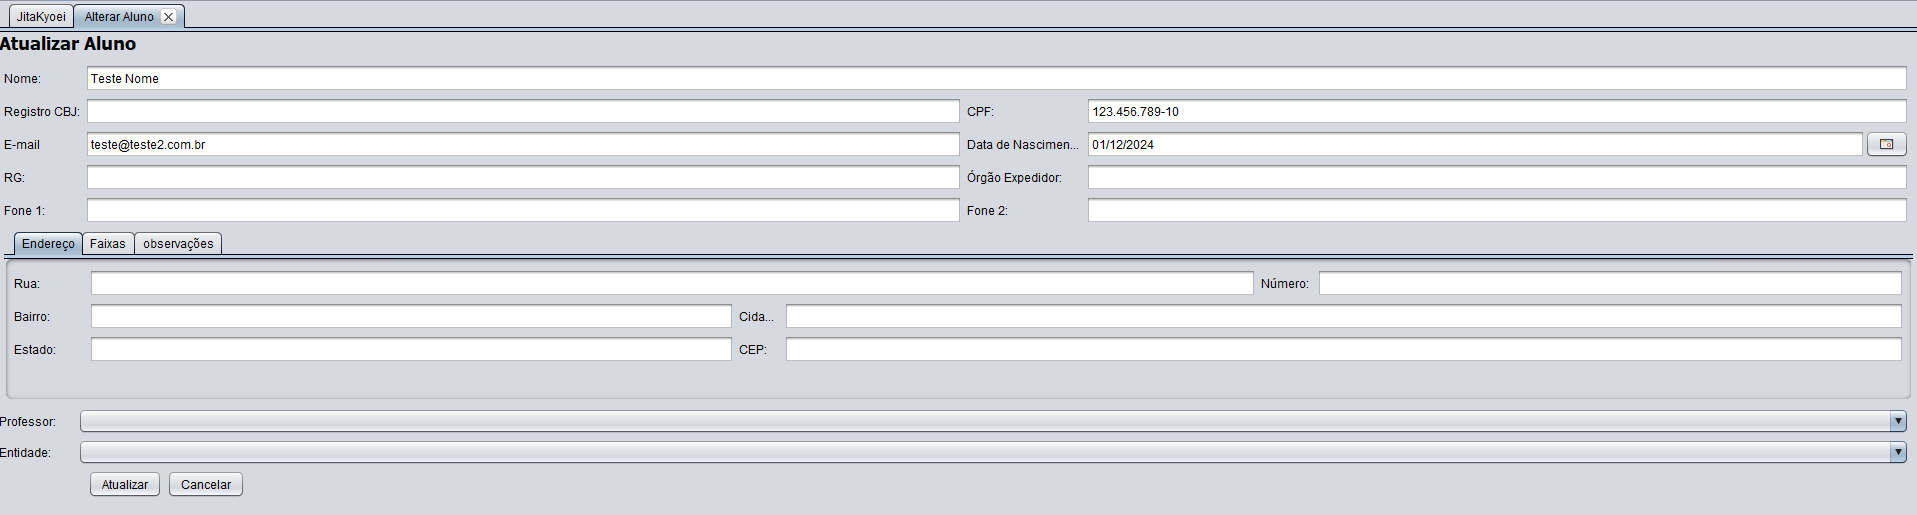 JitaKyoei Alterar Aluno
Atualizar Aluno
Nome: Teste Nome
Registro CBJ: CPF: 123.456.789-10
E-mail teste@teste2.com.br Data de Nascimen... 01/12/2024
RG: Órgão Expedidor:
Fone 1: Fone 2:
Endereço Faixas observações
Rua: Número:
Bairro: Cida...
Estado: CEP:
Professor:
Entidade:
Atualizar Cancelar